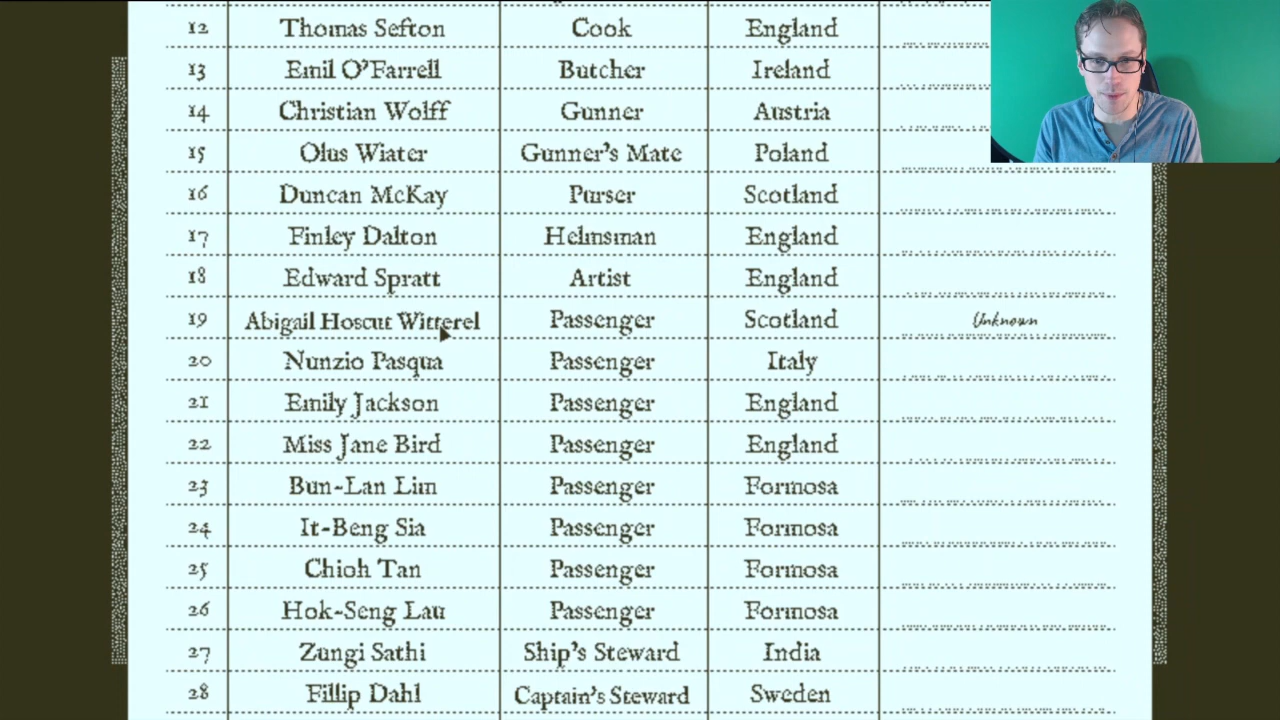 12 Thomas Sefton Cook England
13 Emil O'Farrell Butcher Ireland
14 Christian Wolff Gunner Austria
15 Olus Wiater Gunner's Mate Poland
16 Duncan McKay Purser Scotland
17 Finley Dalton Helmsman England
18 Edward Spratt Artist England
19 Abigail Hoscut Witterel Passenger Scotland Unknown
20 Nunzio Pasqua Passenger Italy
21 Emily Jackson Passenger England
22 Miss Jane Bird Passenger England
23 Bun-Lan Lim Passenger Formosa
24 It-Beng Sia Passenger Formosa
25 Chioh Tan Passenger Formosa
26 Hok-Seng Lau Passenger Formosa
27 Zungi Sathi Ship's Steward India
28 Fillip Dahl Captain's Steward Sweden